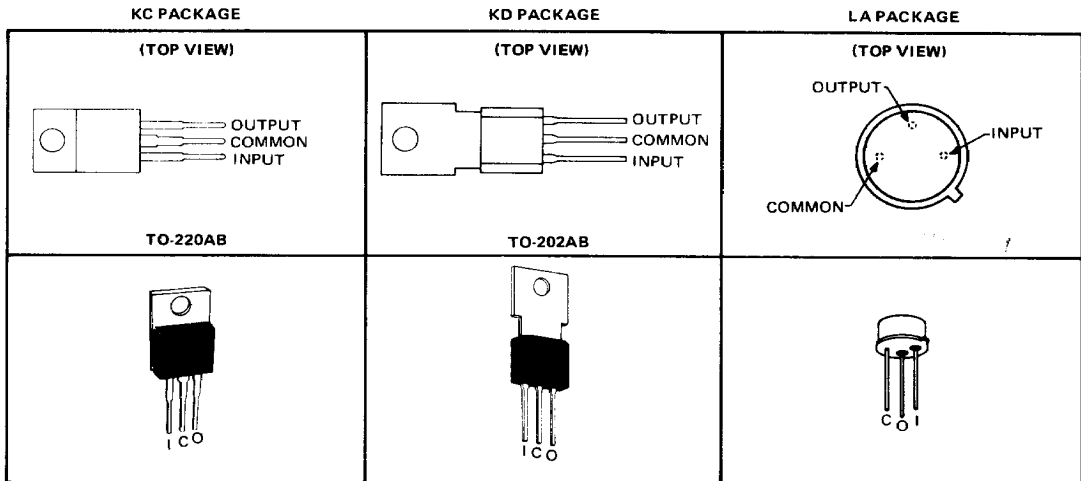 KC PACKAGE
KD PACKAGE
LA PACKAGE
(TOP VIEW)
(TOP VIEW)
(TOP VIEW)
OUTPUT
COMMON
INPUT
OUTPUT
COMMON
INPUT
OUTPUT
INPUT
COMMON
TO-220AB
TO-202AB
I C O
I C O
C O I